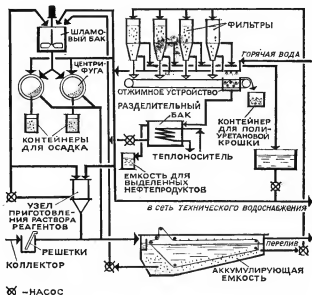 ШЛАМО-
ВЫЙ БАК
ФИЛЬТРЫ
ГОРЯЧАЯ ВОДА
ЦЕНТРИ-
ФУГА
ОТЖИМНОЕ УСТРОЙСТВО
РАЗДЕЛИТЕЛЬНЫЙ
БАК
КОНТЕЙНЕР
ДЛЯ ПОЛИ-
УРЕТАНОВОЙ
КРОШКИ
КОНТЕЙНЕРЫ
ДЛЯ ОСАДКА
ТЕПЛОНОСИТЕЛЬ
ЕМКОСТЬ ДЛЯ
ВЫДЕЛЕННЫХ
НЕФТЕПРОДУКТОВ
УЗЕЛ
ПРИГОТОВЛЕ-
НИЯ РАСТВОРА
РЕАГЕНТОВ
В СЕТЬ ТЕХНИЧЕСКОГО ВОДОСНАБЖЕНИЯ
ПЕРЕЛИВ
РЕШЕТКИ
КОЛЛЕКТОР
АККУМУЛИРУЮЩАЯ
ЕМКОСТЬ
-НАСОС